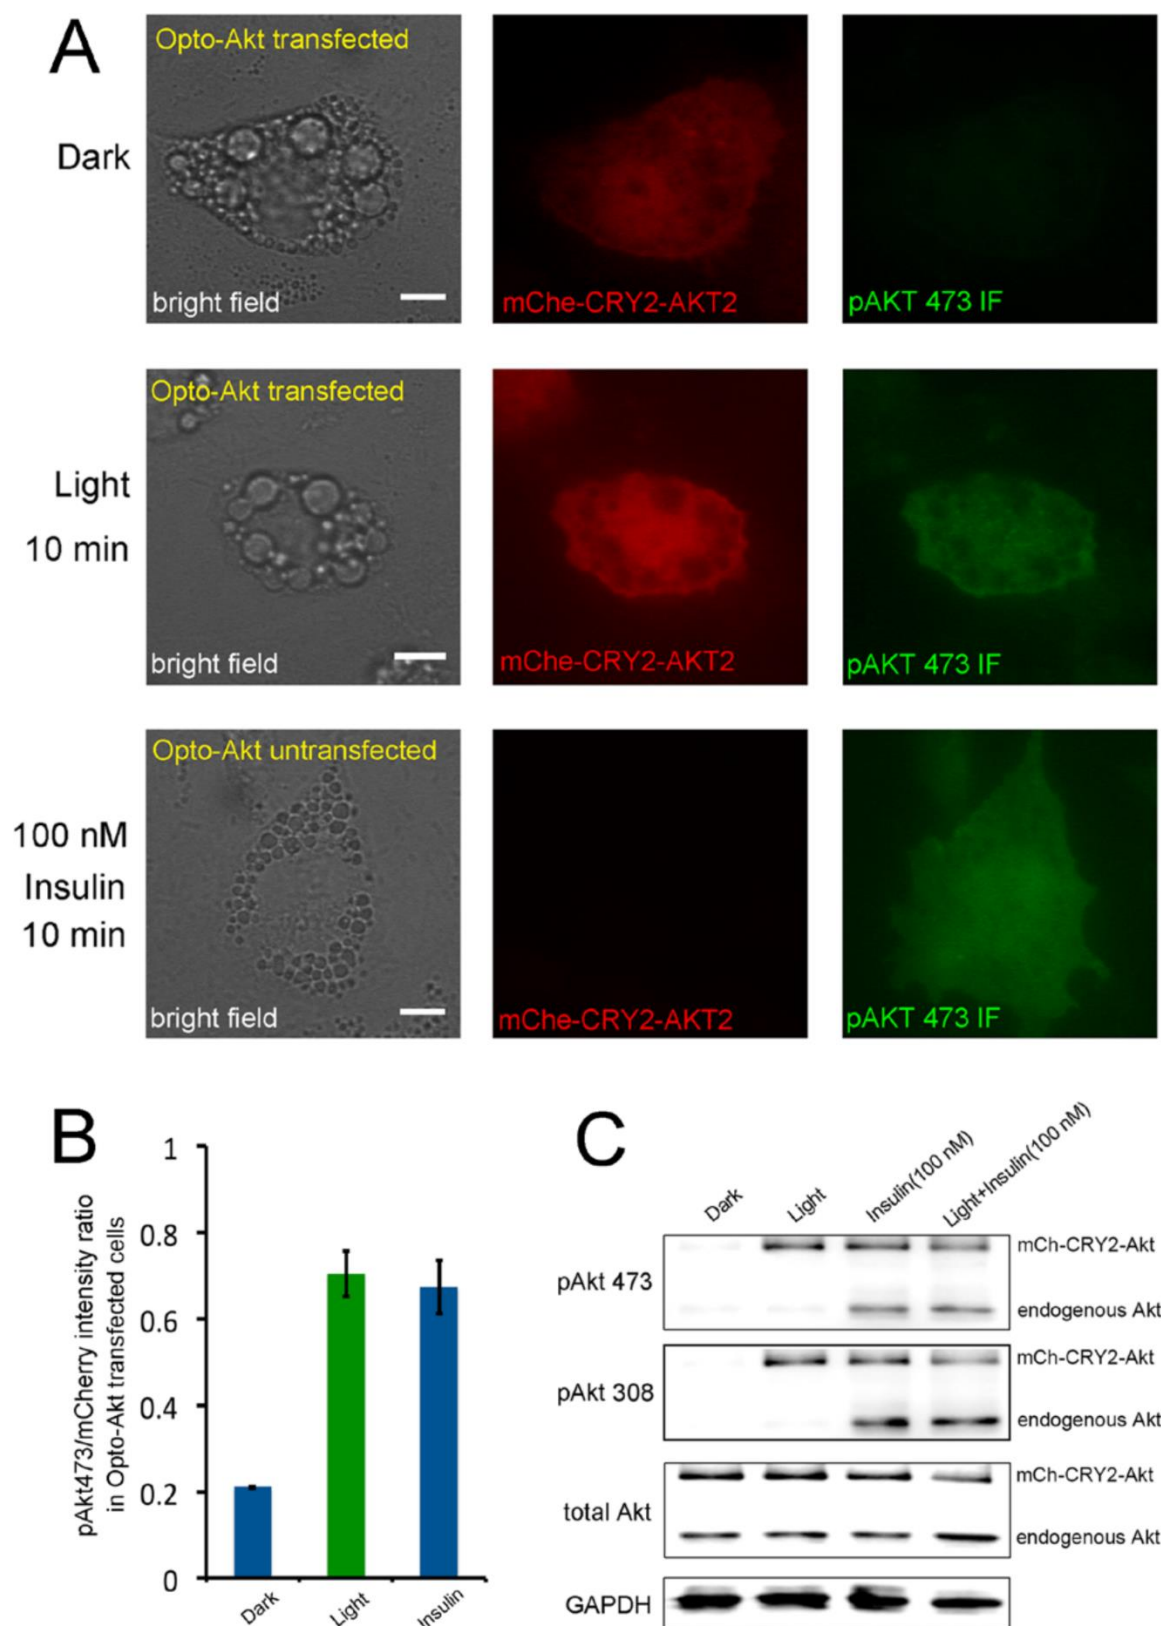 A
Opto-Akt transfected
Dark
bright field
mChe-CRY2-AKT2
pAKT 473 IF
Opto-Akt transfected
Light
10 min
bright field
mChe-CRY2-AKT2
pAKT 473 IF
Opto-Akt untransfected
100 nM
Insulin
10 min
bright field
mChe-CRY2-AKT2
pAKT 473 IF
B
pAkt473/mCherry intensity ratio
in Opto-Akt transfected cells
1
0.8
0.6
0.4
0.2
0
Dark
Light
Insulin
C
Dark
Light
Insulin(100 nM)
Light+Insulin(100 nM)
pAkt 473
mCh-CRY2-Akt
endogenous Akt
pAkt 308
mCh-CRY2-Akt
endogenous Akt
total Akt
mCh-CRY2-Akt
endogenous Akt
GAPDH